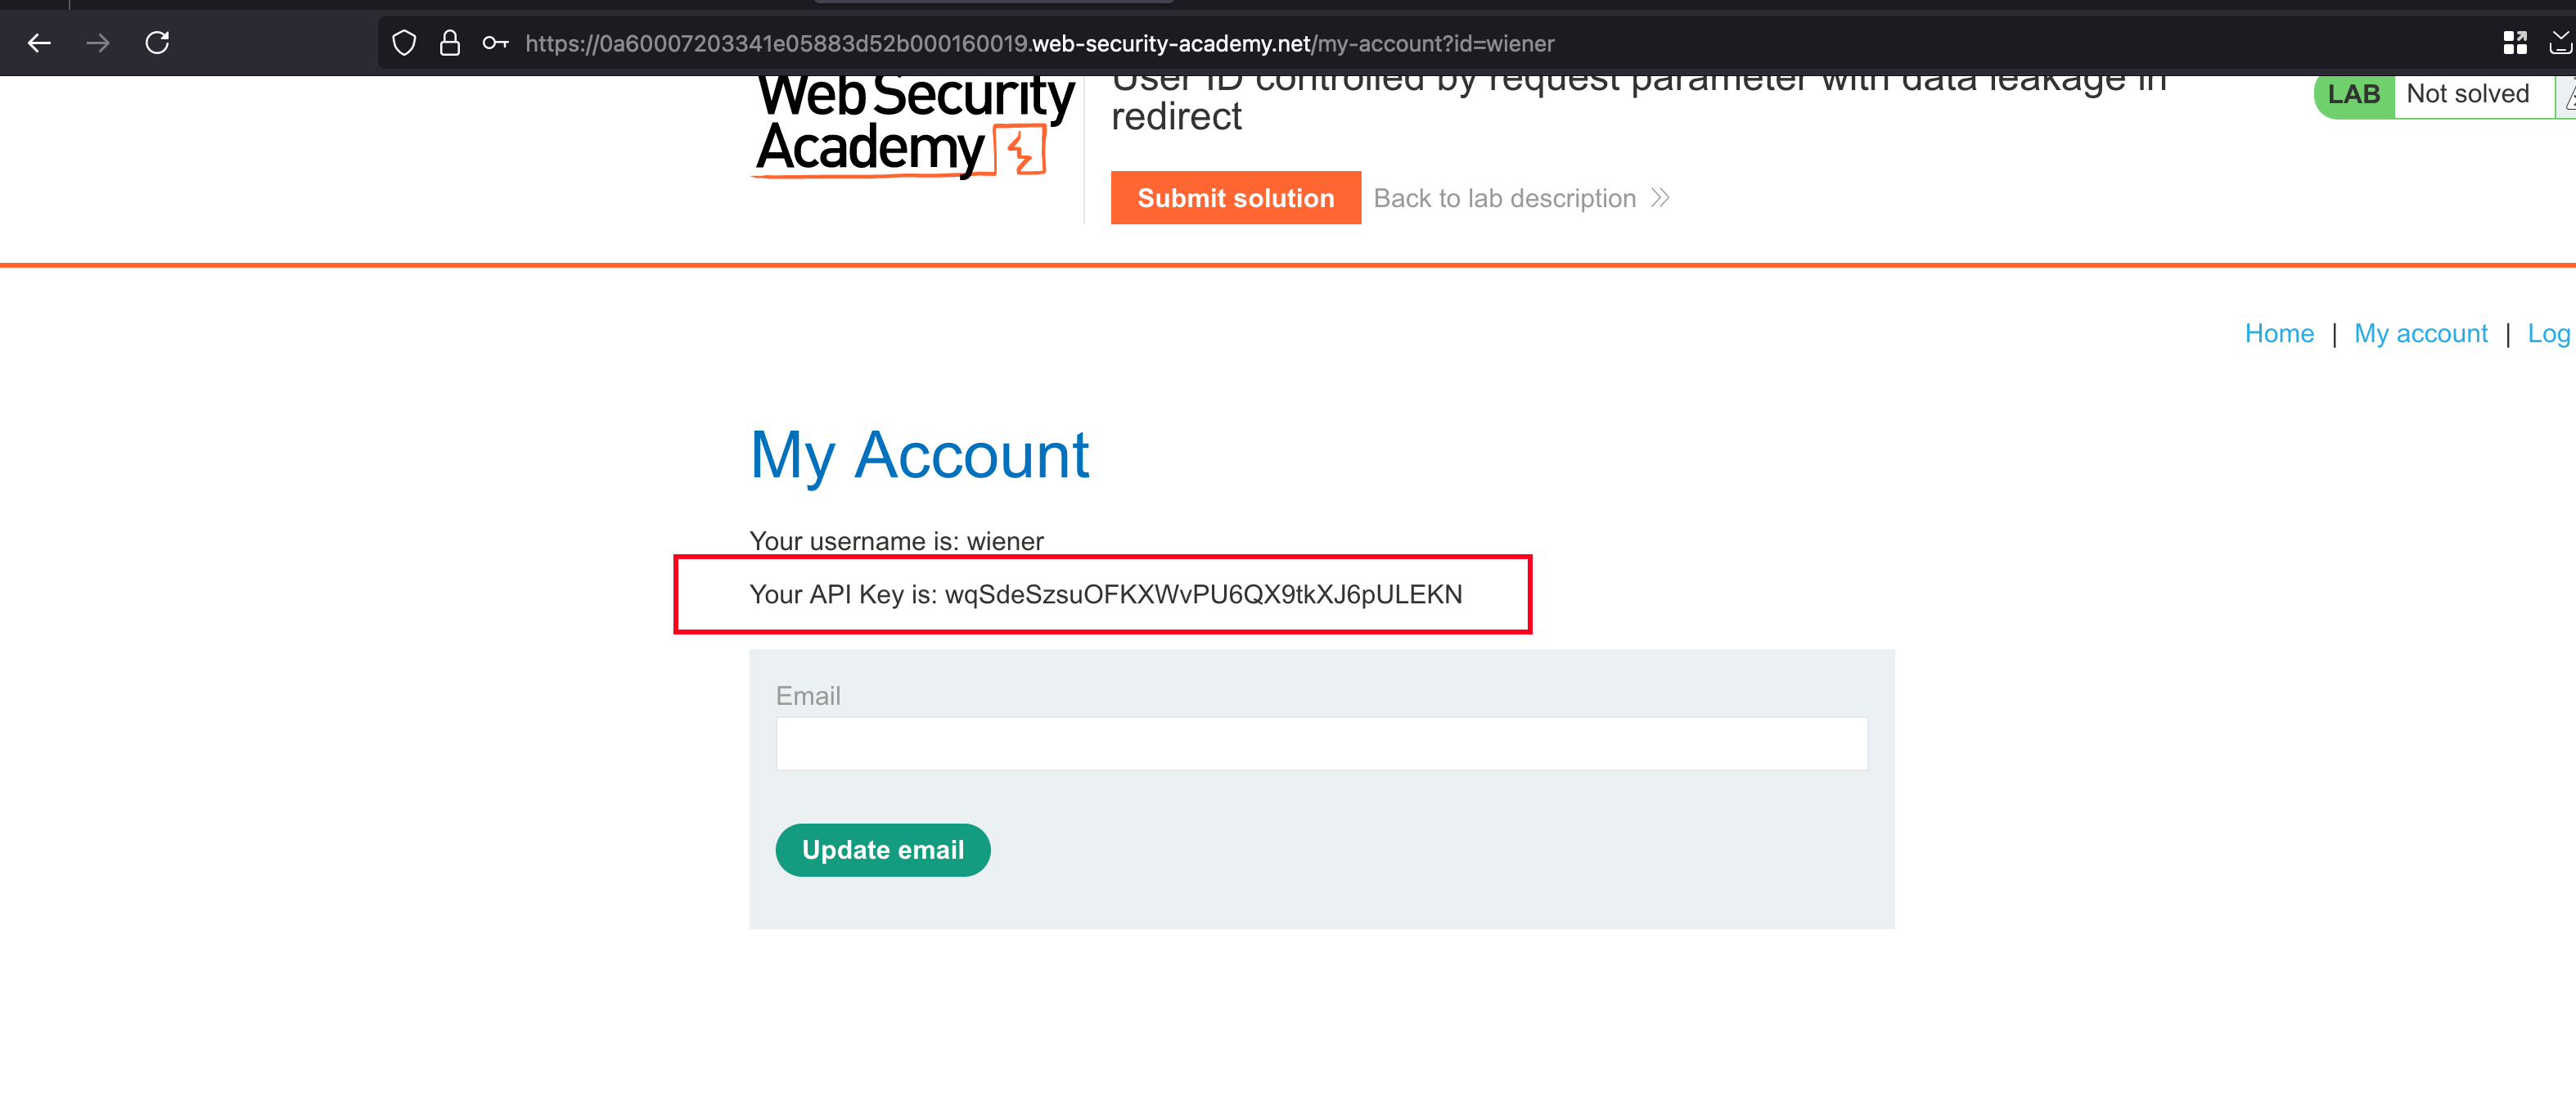 https://0a60007203341e05883d52b000160019.web-security-academy.net/my-account?id=wiener
Web Security
Academy
User ID controlled by request parameter with data leakage in
redirect
LAB Not solved
Submit solution Back to lab description
Home | My account | Log
My Account
Your username is: wiener
Your API Key is: wqSdeSzsuOFKXWvPU6QX9tkXJ6pULEKN
Email
Update email